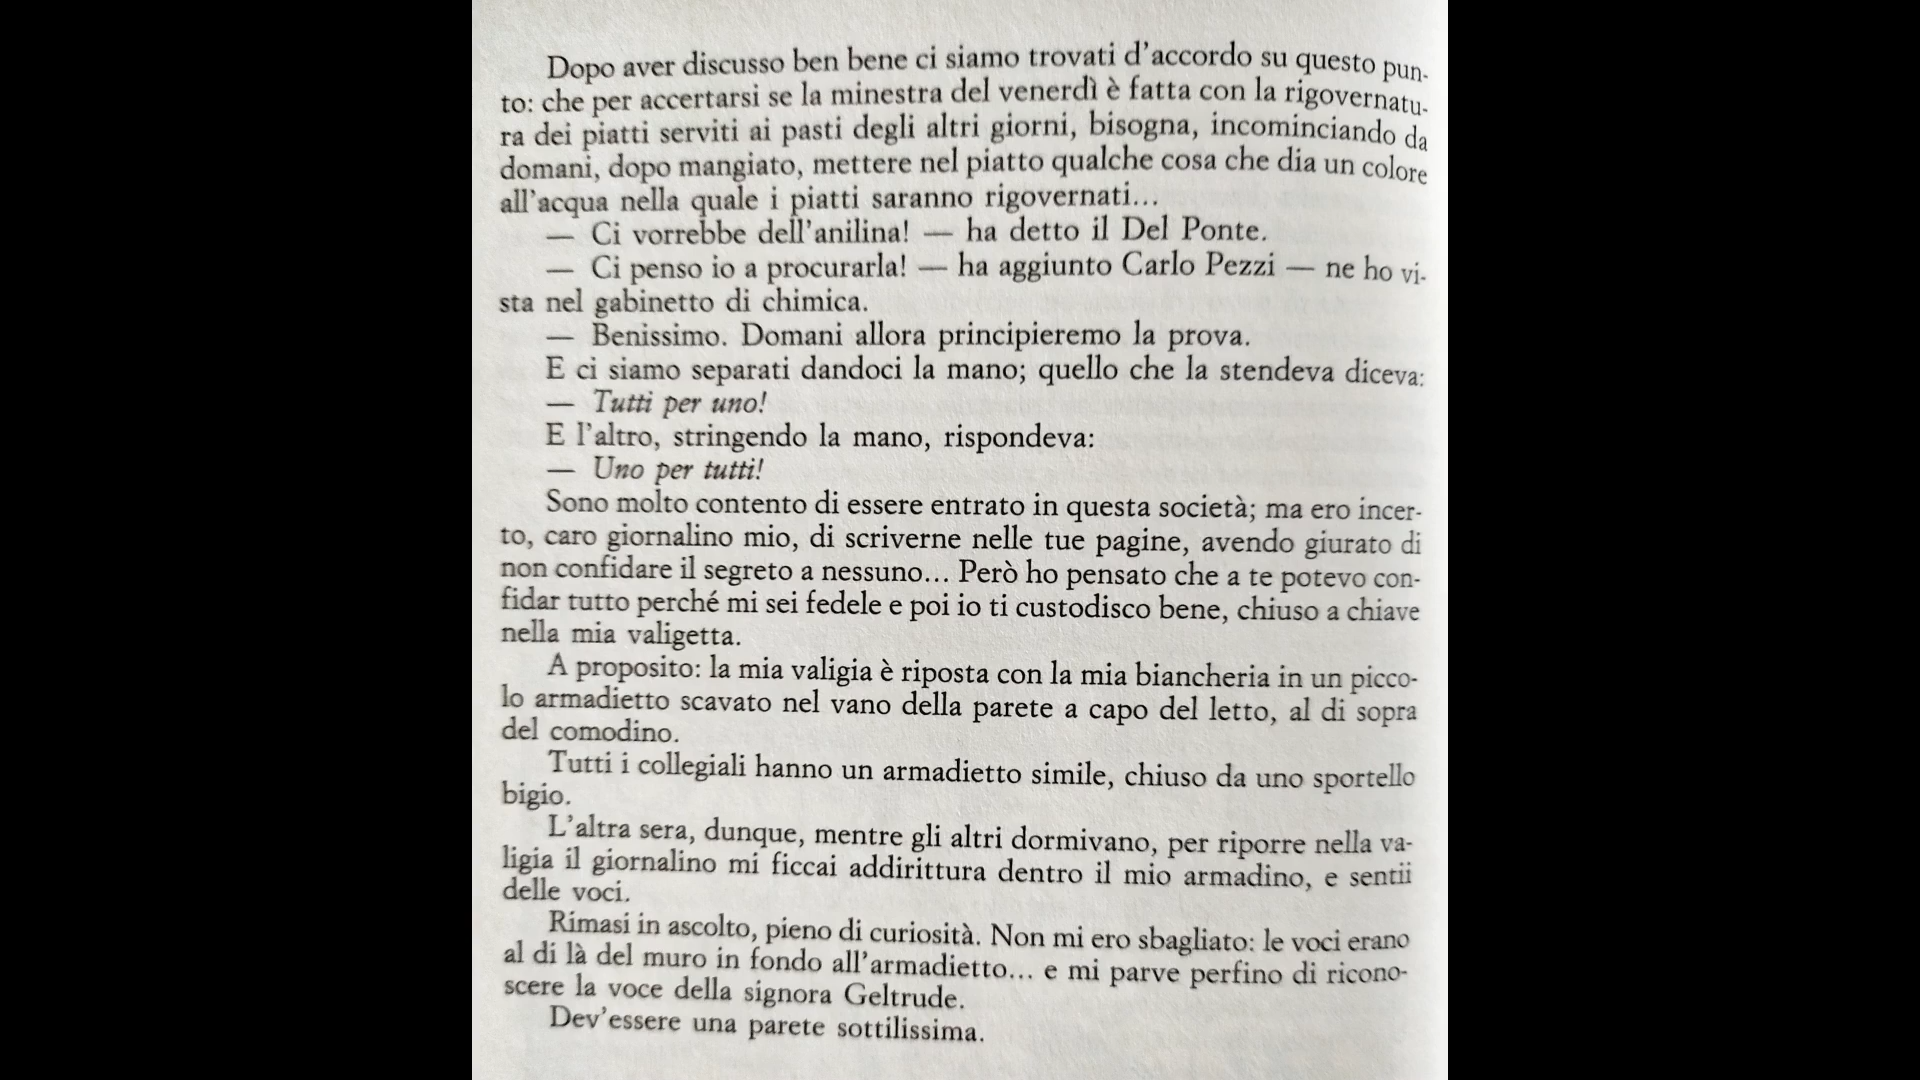 Dopo aver discusso ben bene ci siamo trovati d'accordo su questo pun-
to: che per accertarsi se la minestra del venerdì è fatta con la rigovernatu-
ra dei piatti serviti ai pasti degli altri giorni, bisogna, incominciando da
domani, dopo mangiato, mettere nel piatto qualche cosa che dia un colore
all'acqua nella quale i piatti saranno rigovernati...
— Ci vorrebbe dell'anilina! — ha detto il Del Ponte.
— Ci penso io a procurarla! — ha aggiunto Carlo Pezzi — ne ho vi-
sta nel gabinetto di chimica.
— Benissimo. Domani allora principieremo la prova.
E ci siamo separati dandoci la mano; quello che la stendeva diceva:
— Tutti per uno!
E l'altro, stringendo la mano, rispondeva:
— Uno per tutti!
Sono molto contento di essere entrato in questa società; ma ero incer-
to, caro giornalino mio, di scriverne nelle tue pagine, avendo giurato di
non confidare il segreto a nessuno... Però ho pensato che a te potevo con-
fidar tutto perché mi sei fedele e poi io ti custodisco bene, chiuso a chiave
nella mia valigetta.
A proposito: la mia valigia è riposta con la mia biancheria in un picco-
lo armadietto scavato nel vano della parete a capo del letto, al di sopra
del comodino.
Tutti i collegiali hanno un armadietto simile, chiuso da uno sportello
bigio.
L'altra sera, dunque, mentre gli altri dormivano, per riporre nella va-
ligia il giornalino mi ficcai addirittura dentro il mio armadino, e sentii
delle voci.
Rimasi in ascolto, pieno di curiosità. Non mi ero sbagliato: le voci erano
al di là del muro in fondo all'armadietto... e mi parve perfino di ricono-
scere la voce della signora Geltrude.
Dev'essere una parete sottilissima.